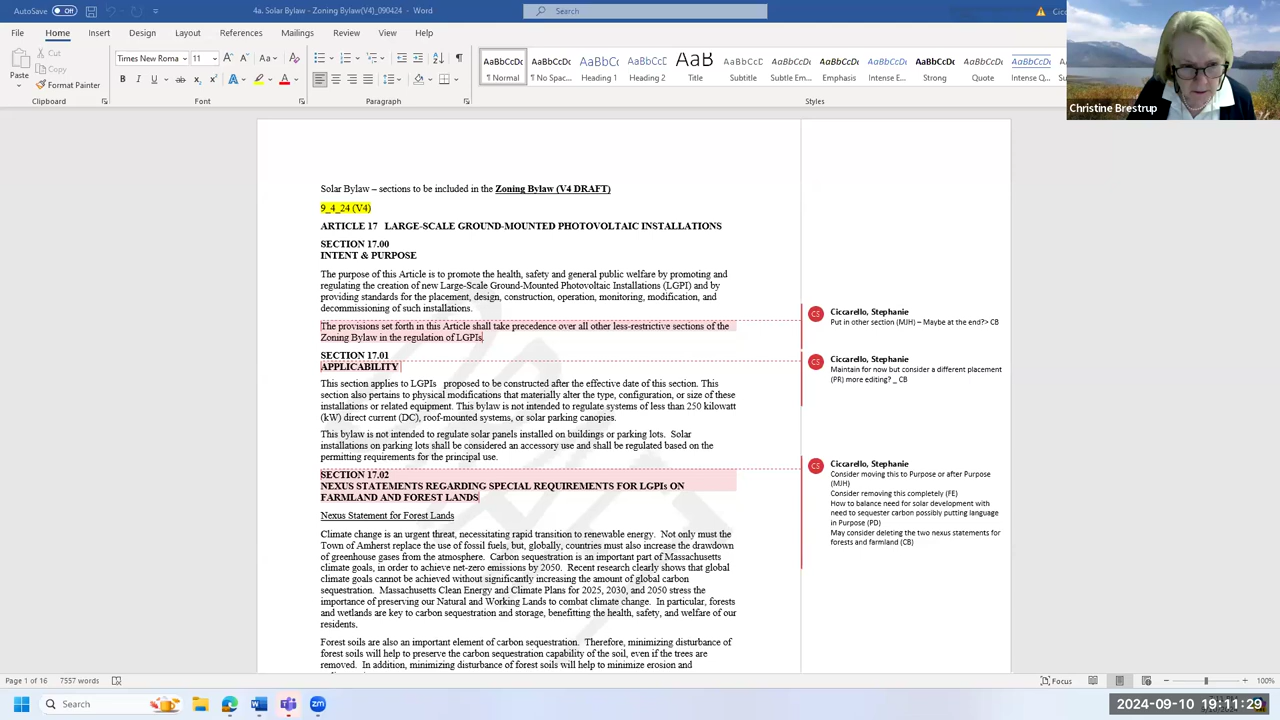 AutoSave
Off
4a. Solar Bylaw – Zoning Bylaw(V4)_090424 - Word
Search
File Home Insert Design Layout References Mailings Review View Help
Paste
Cut
Copy
Format Painter
Times New Roma 11
Clipboard
Font
Paragraph
Styles
AaBbCcDc AaBbCcDc AaBbCcD AaBbCcD AaB AaBbCcD AaBbCcDc AaBbCcDc AaBbCcDc AaBbCcDc AaBbCcDc AaBbCcDc
¶ Normal ¶ No Spac... Heading 1 Heading 2 Title Subtitle Subtle Em... Emphasis Intense E... Strong Quote Intense Q...
Christine Brestrup
Solar Bylaw – sections to be included in the Zoning Bylaw (V4 DRAFT)
9_4_24 (V4)
ARTICLE 17 LARGE-SCALE GROUND-MOUNTED PHOTOVOLTAIC INSTALLATIONS
SECTION 17.00
INTENT & PURPOSE
The purpose of this Article is to promote the health, safety and general public welfare by promoting and
regulating the creation of new Large-Scale Ground-Mounted Photovoltaic Installations (LGPI) and by
providing standards for the placement, design, construction, operation, monitoring, modification, and
decommissioning of such installations.
The provisions set forth in this Article shall take precedence over all other less-restrictive sections of the
Zoning Bylaw in the regulation of LGPIs.
SECTION 17.01
APPLICABILITY
This section applies to LGPIs proposed to be constructed after the effective date of this section. This
section also pertains to physical modifications that materially alter the type, configuration, or size of these
installations or related equipment. This bylaw is not intended to regulate systems of less than 250 kilowatt
(kW) direct current (DC), roof-mounted systems, or solar parking canopies.
This bylaw is not intended to regulate solar panels installed on buildings or parking lots. Solar
installations on parking lots shall be considered an accessory use and shall be regulated based on the
permitting requirements for the principal use.
SECTION 17.02
NEXUS STATEMENTS REGARDING SPECIAL REQUIREMENTS FOR LGPIs ON
FARMLAND AND FOREST LANDS
Nexus Statement for Forest Lands
Climate change is an urgent threat, necessitating rapid transition to renewable energy. Not only must the
Town of Amherst replace the use of fossil fuels, but, globally, countries must also increase the drawdown
of greenhouse gases from the atmosphere. Carbon sequestration is an important part of Massachusetts
climate goals, in order to achieve net-zero emissions by 2050. Recent research clearly shows that global
climate goals cannot be achieved without significantly increasing the amount of global carbon
sequestration. Massachusetts Clean Energy and Climate Plans for 2025, 2030, and 2050 stress the
importance of preserving our Natural and Working Lands to combat climate change. In particular, forests
and wetlands are key to carbon sequestration and storage, benefitting the health, safety, and welfare of our
residents.
Forest soils are also an important element of carbon sequestration. Therefore, minimizing disturbance of
forest soils will help to preserve the carbon sequestration capability of the soil, even if the trees are
removed. In addition, minimizing disturbance of forest soils will help to minimize erosion and
CS Ciccarello, Stephanie
Put in other section (MJH) – Maybe at the end?> CB
CS Ciccarello, Stephanie
Maintain for now but consider a different placement
(PR) more editing? _ CB
CS Ciccarello, Stephanie
Consider moving this to Purpose or after Purpose
(MJH)
Consider removing this completely (FE)
How to balance need for solar development with
need to sequester carbon possibly putting language
in Purpose (PD)
May consider deleting the two nexus statements for
forests and farmland (CB)
Page 1 of 16 7557 words
Focus
100%
Search
2024-09-10 19:11:29